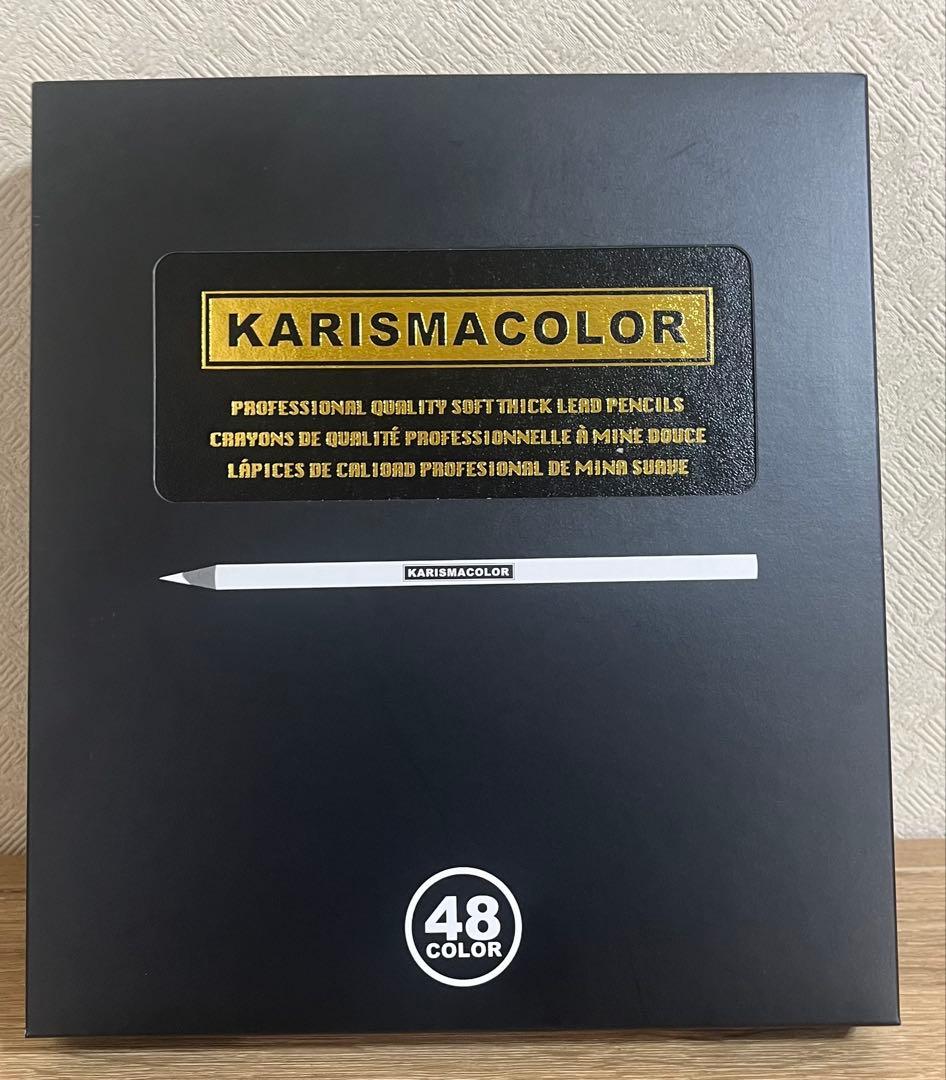 KARISMACOLOR
PROFESSIONAL QUALITY SOFT THICK LEAD PENCILS
CRAYONS DE QUALITÉ PROFESSIONNELLE À MINE DOUCE
LÁPICES DE CALIOAD PROFESIONAL DE MINA SUAVE
KARISMACOLOR
48
COLOR